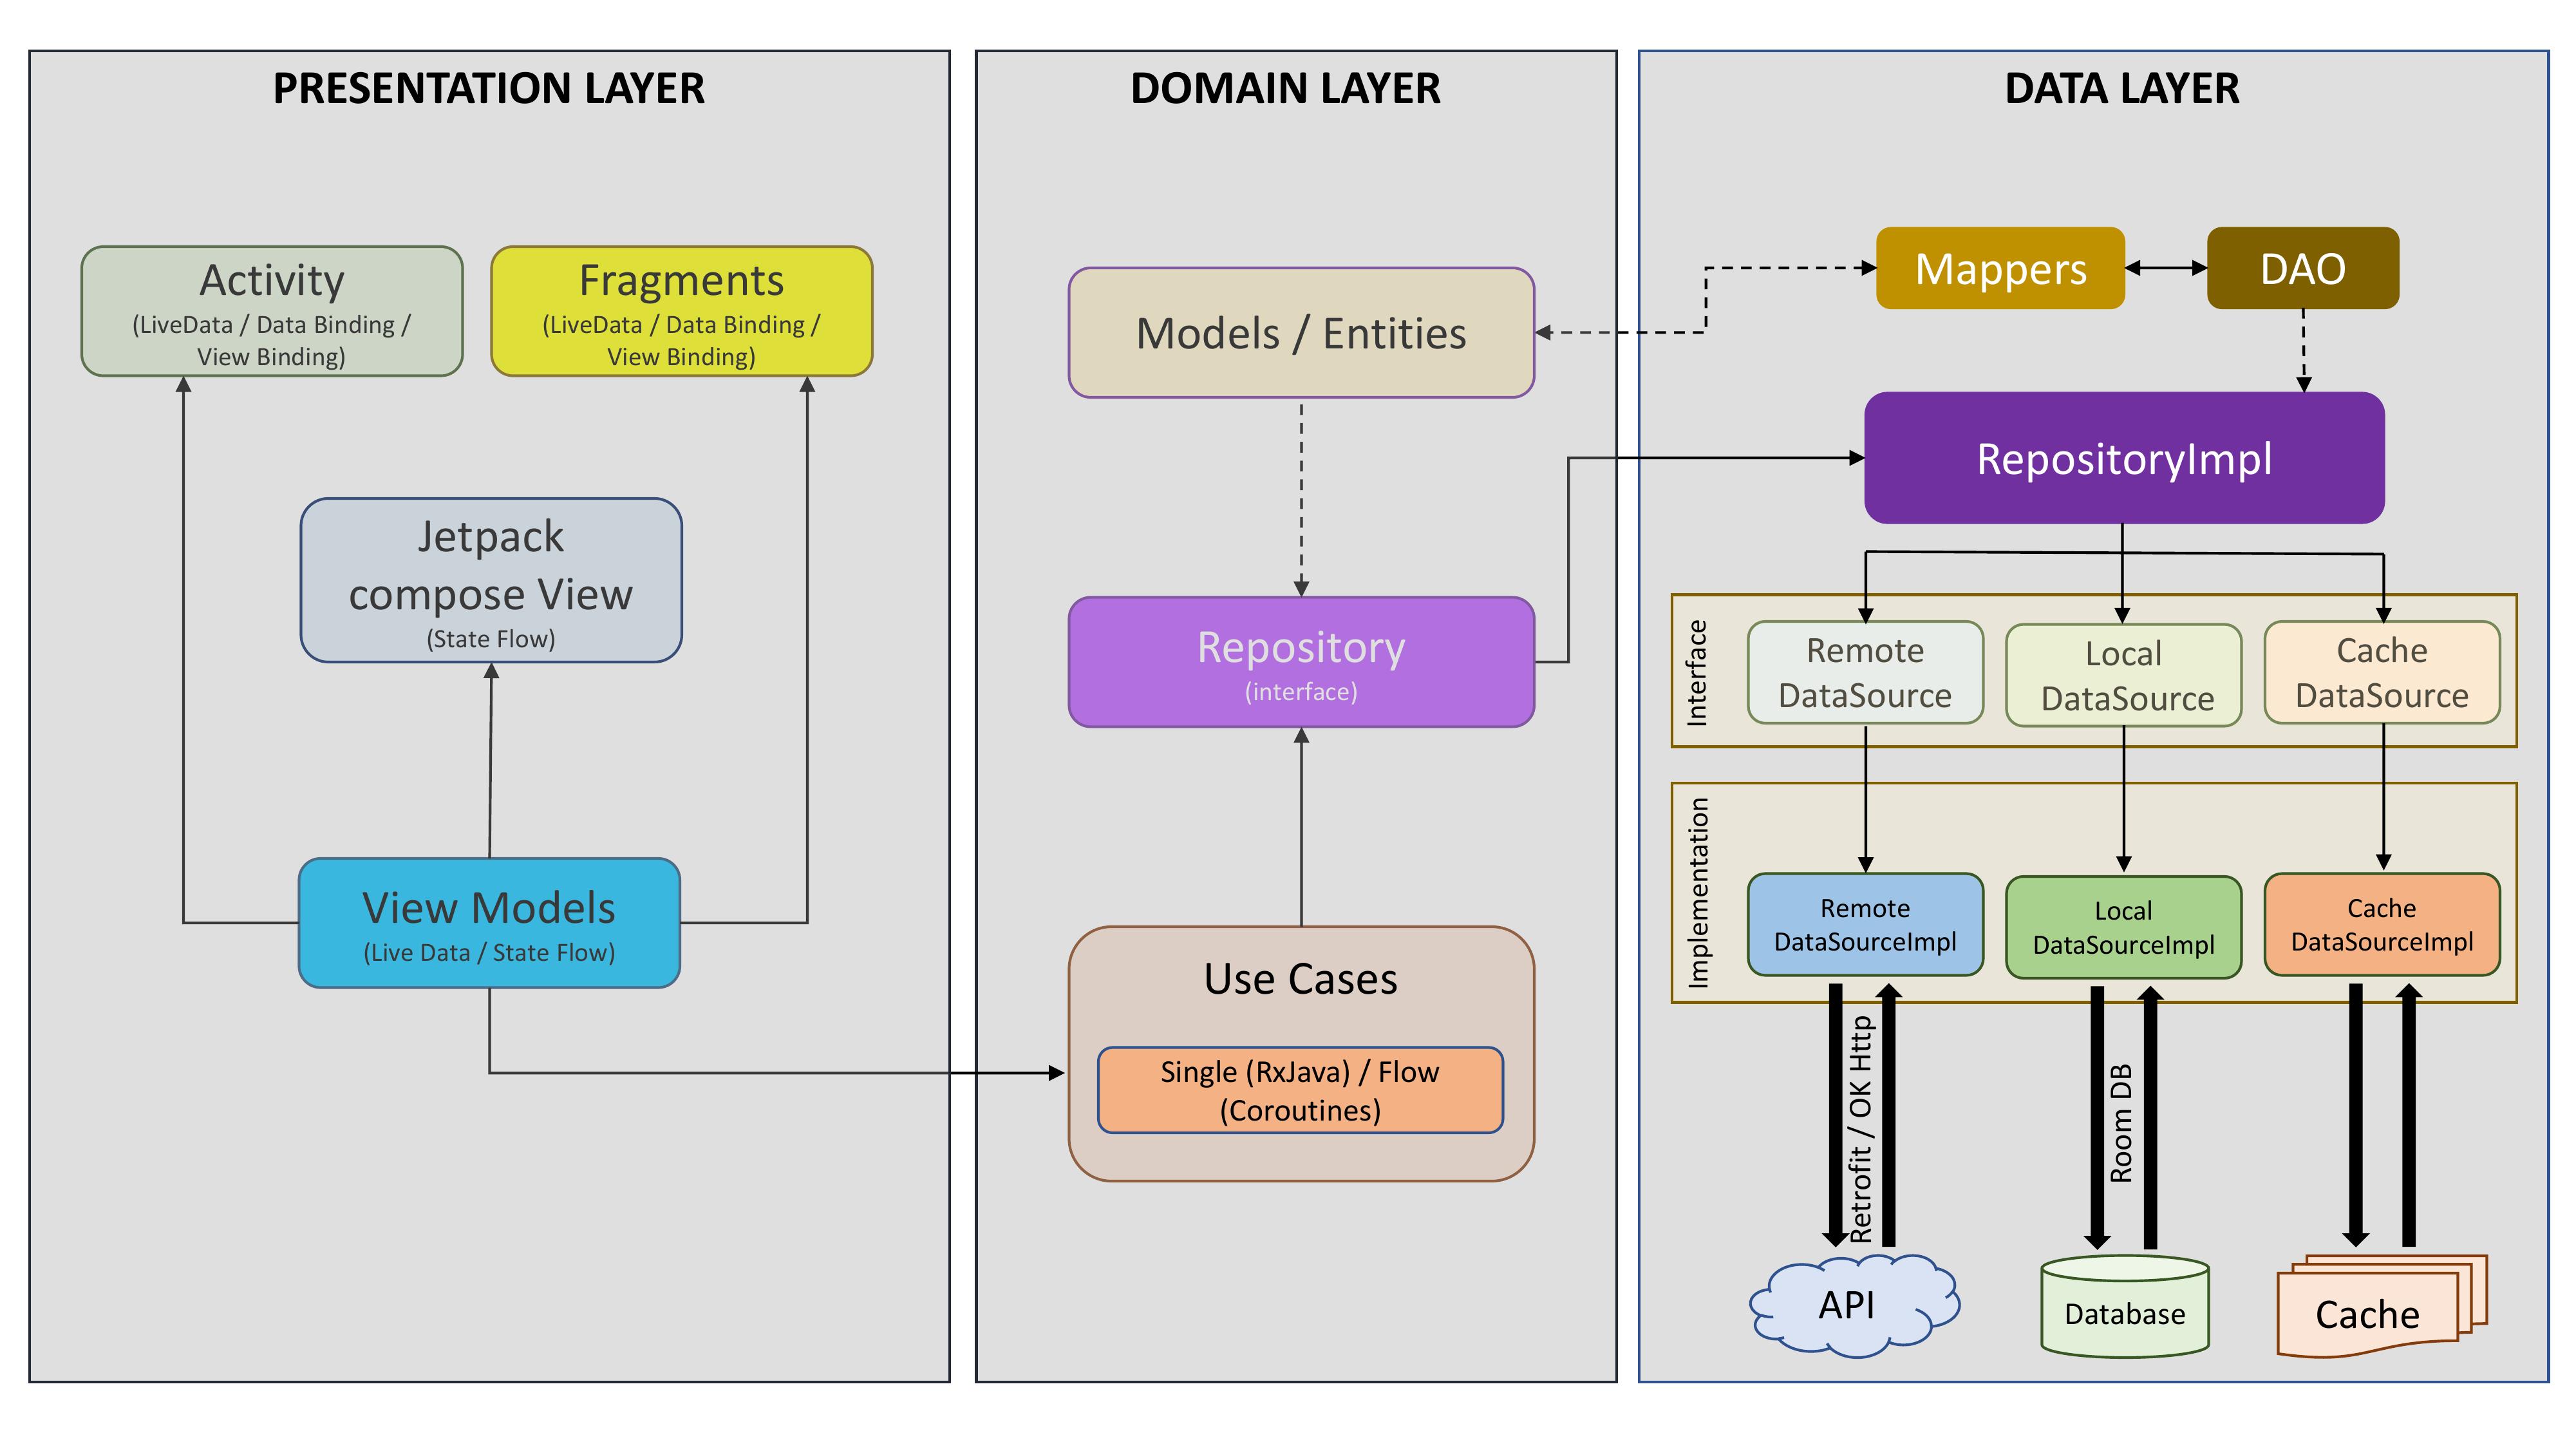 PRESENTATION LAYER
Activity
(LiveData / Data Binding /
View Binding)
Fragments
(LiveData / Data Binding /
View Binding)
Jetpack
compose View
(State Flow)
View Models
(Live Data / State Flow)
DOMAIN LAYER
Models / Entities
Repository
(interface)
Use Cases
Single (RxJava) / Flow
(Coroutines)
DATA LAYER
Mappers
DAO
RepositoryImpl
Interface
Remote
DataSource
Local
DataSource
Cache
DataSource
Implementation
Remote
DataSourceImpl
Local
DataSourceImpl
Cache
DataSourceImpl
Retrofit / OK Http
Room DB
API
Database
Cache